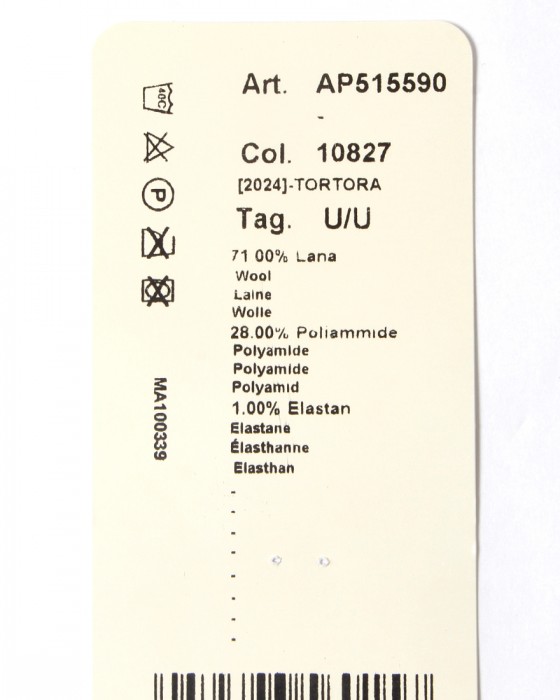 Art. AP515590
-
Col. 10827
[2024]-TORTORA
Tag. U/U
71 00% Lana
Wool
Laine
Wolle
28.00% Poliammide
Polyamide
Polyamide
Polyamid
1.00% Elastan
Elastane
Élasthanne
Elasthan
-
-
-
-
-
-
-
-
40C
P
MA100339